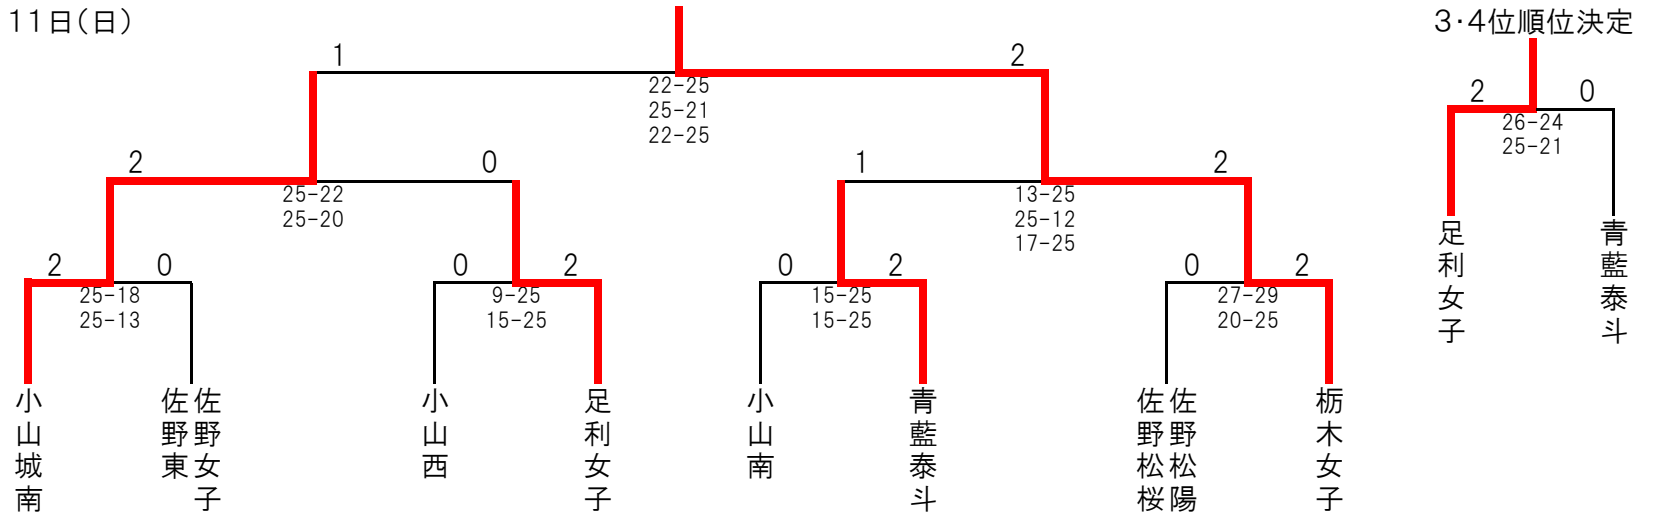 11日(日)
3・4位順位決定
1
2
22-25
25-21
22-25
2
0
26-24
25-21
2
0
25-22
25-20
1
2
13-25
25-12
17-25
足利女子
青藍泰斗
2
0
25-18
25-13
0
2
9-25
15-25
0
2
15-25
15-25
0
2
27-29
20-25
小山城南
佐野女子
佐野東
小山西
足利女子
小山南
青藍泰斗
佐野松陽
佐野松桜
栃木女子